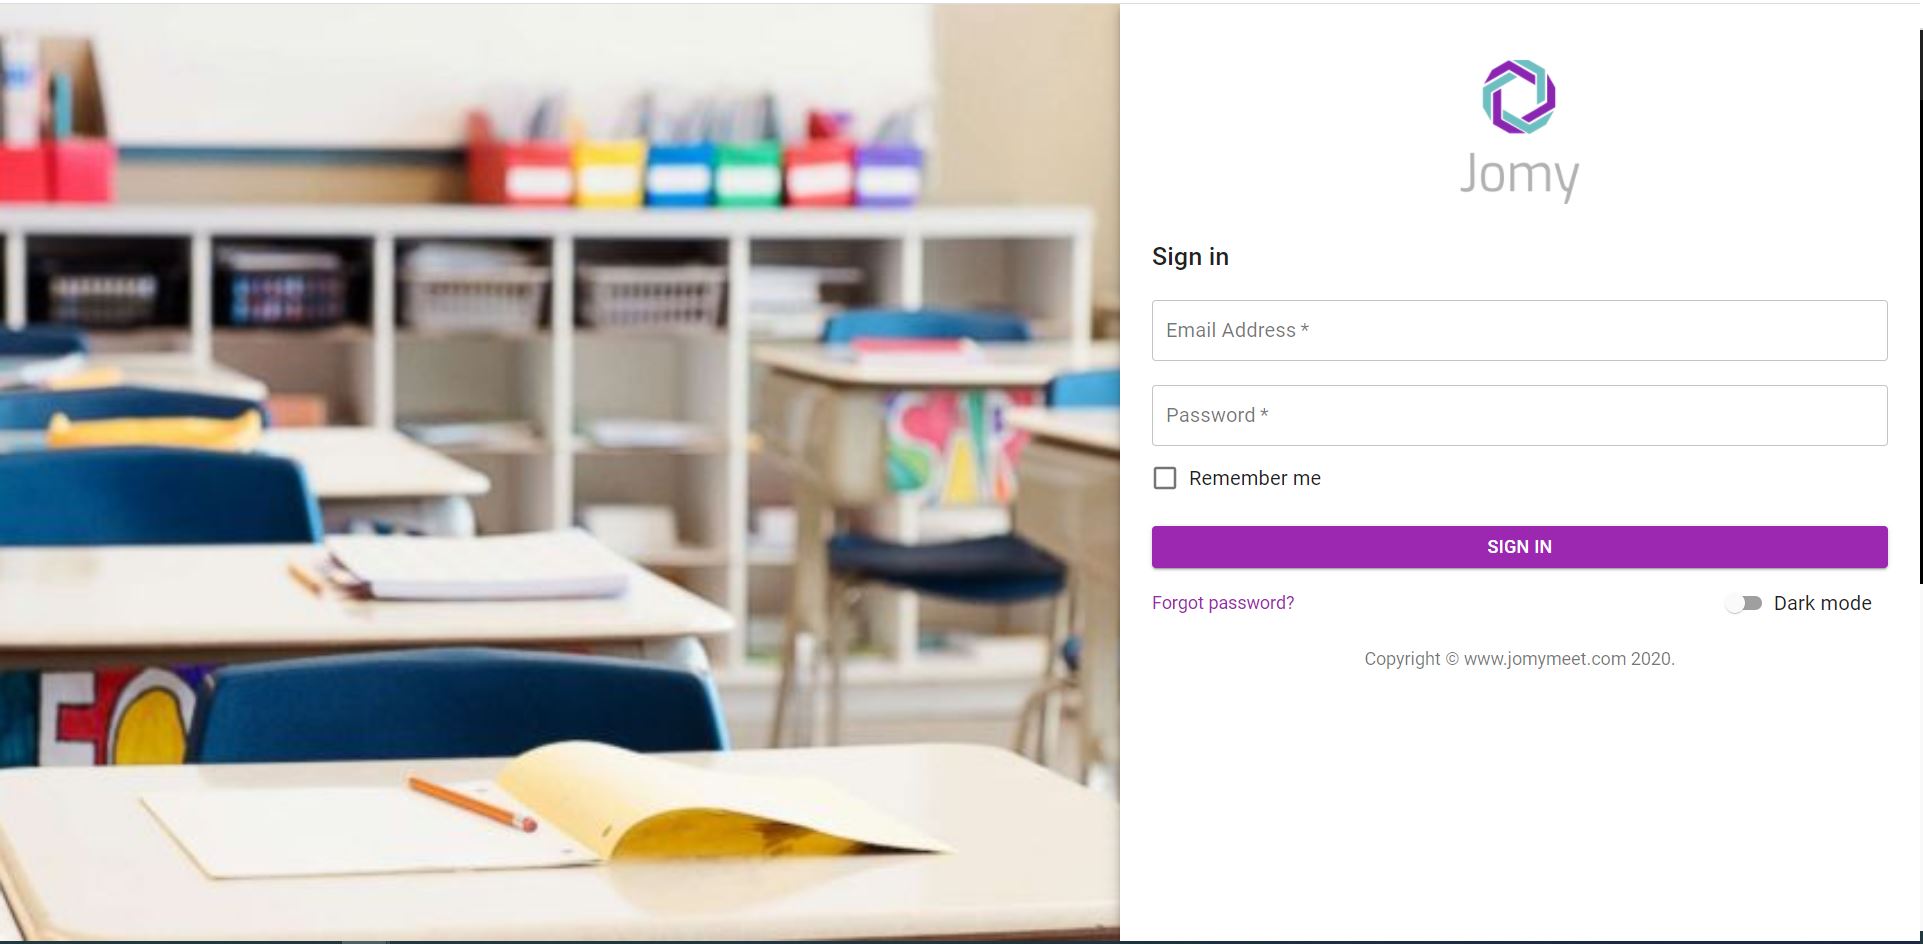 Jomy
Sign in
Email Address *
Password *
Remember me
SIGN IN
Forgot password?
Dark mode
Copyright © www.jomymeet.com 2020.